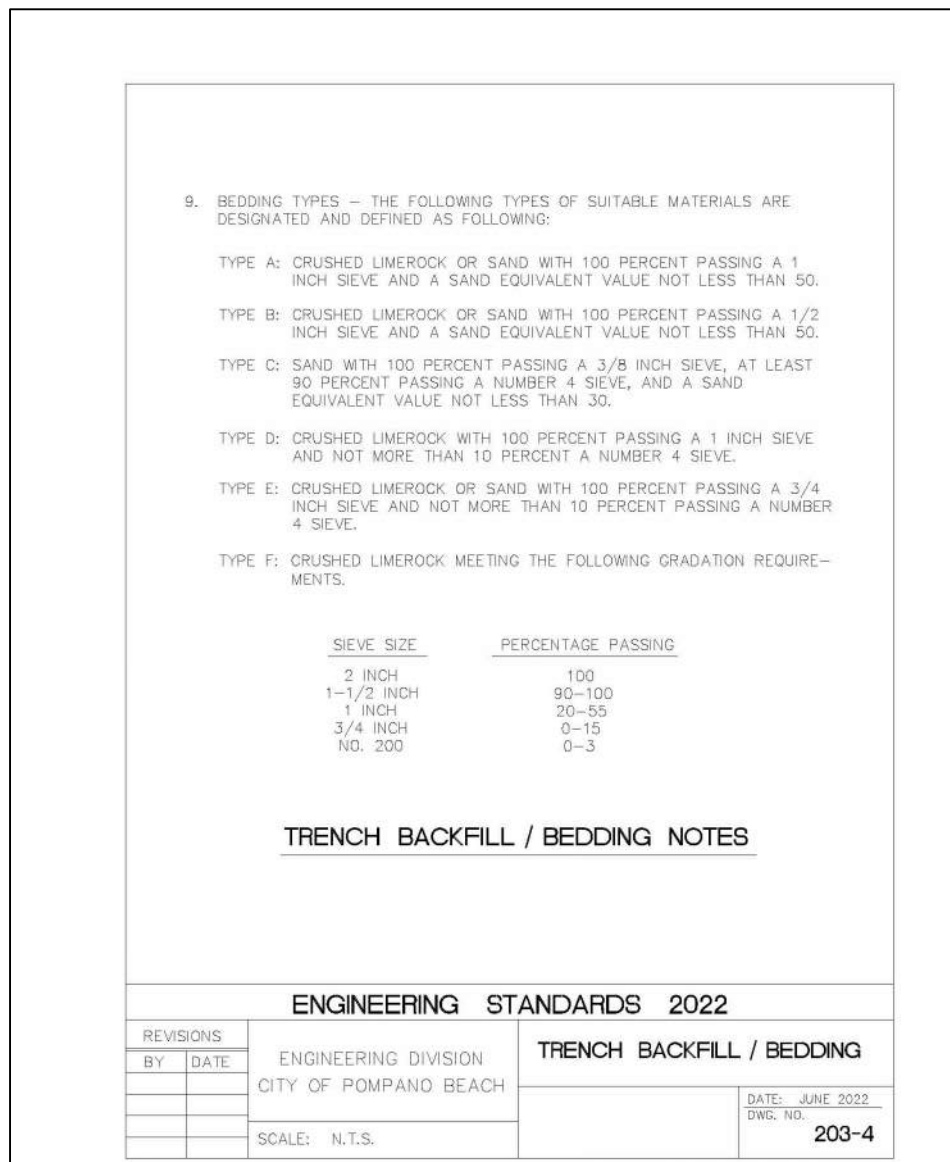 9. BEDDING TYPES – THE FOLLOWING TYPES OF SUITABLE MATERIALS ARE
DESIGNATED AND DEFINED AS FOLLOWING:
TYPE A: CRUSHED LIMEROCK OR SAND WITH 100 PERCENT PASSING A 1
INCH SIEVE AND A SAND EQUIVALENT VALUE NOT LESS THAN 50.
TYPE B: CRUSHED LIMEROCK OR SAND WITH 100 PERCENT PASSING A 1/2
INCH SIEVE AND A SAND EQUIVALENT VALUE NOT LESS THAN 50.
TYPE C: SAND WITH 100 PERCENT PASSING A 3/8 INCH SIEVE, AT LEAST
90 PERCENT PASSING A NUMBER 4 SIEVE, AND A SAND
EQUIVALENT VALUE NOT LESS THAN 30.
TYPE D: CRUSHED LIMEROCK WITH 100 PERCENT PASSING A 1 INCH SIEVE
AND NOT MORE THAN 10 PERCENT A NUMBER 4 SIEVE.
TYPE E: CRUSHED LIMEROCK OR SAND WITH 100 PERCENT PASSING A 3/4
INCH SIEVE AND NOT MORE THAN 10 PERCENT PASSING A NUMBER
4 SIEVE.
TYPE F: CRUSHED LIMEROCK MEETING THE FOLLOWING GRADATION REQUIRE–
MENTS.
SIEVE SIZE PERCENTAGE PASSING
2 INCH 100
1–1/2 INCH 90–100
1 INCH 20–55
3/4 INCH 0–15
NO. 200 0–3
TRENCH BACKFILL / BEDDING NOTES
ENGINEERING STANDARDS 2022
REVISIONS
BY DATE
ENGINEERING DIVISION
CITY OF POMPANO BEACH
SCALE: N.T.S.
TRENCH BACKFILL / BEDDING
DATE: JUNE 2022
DWG. NO.
203-4